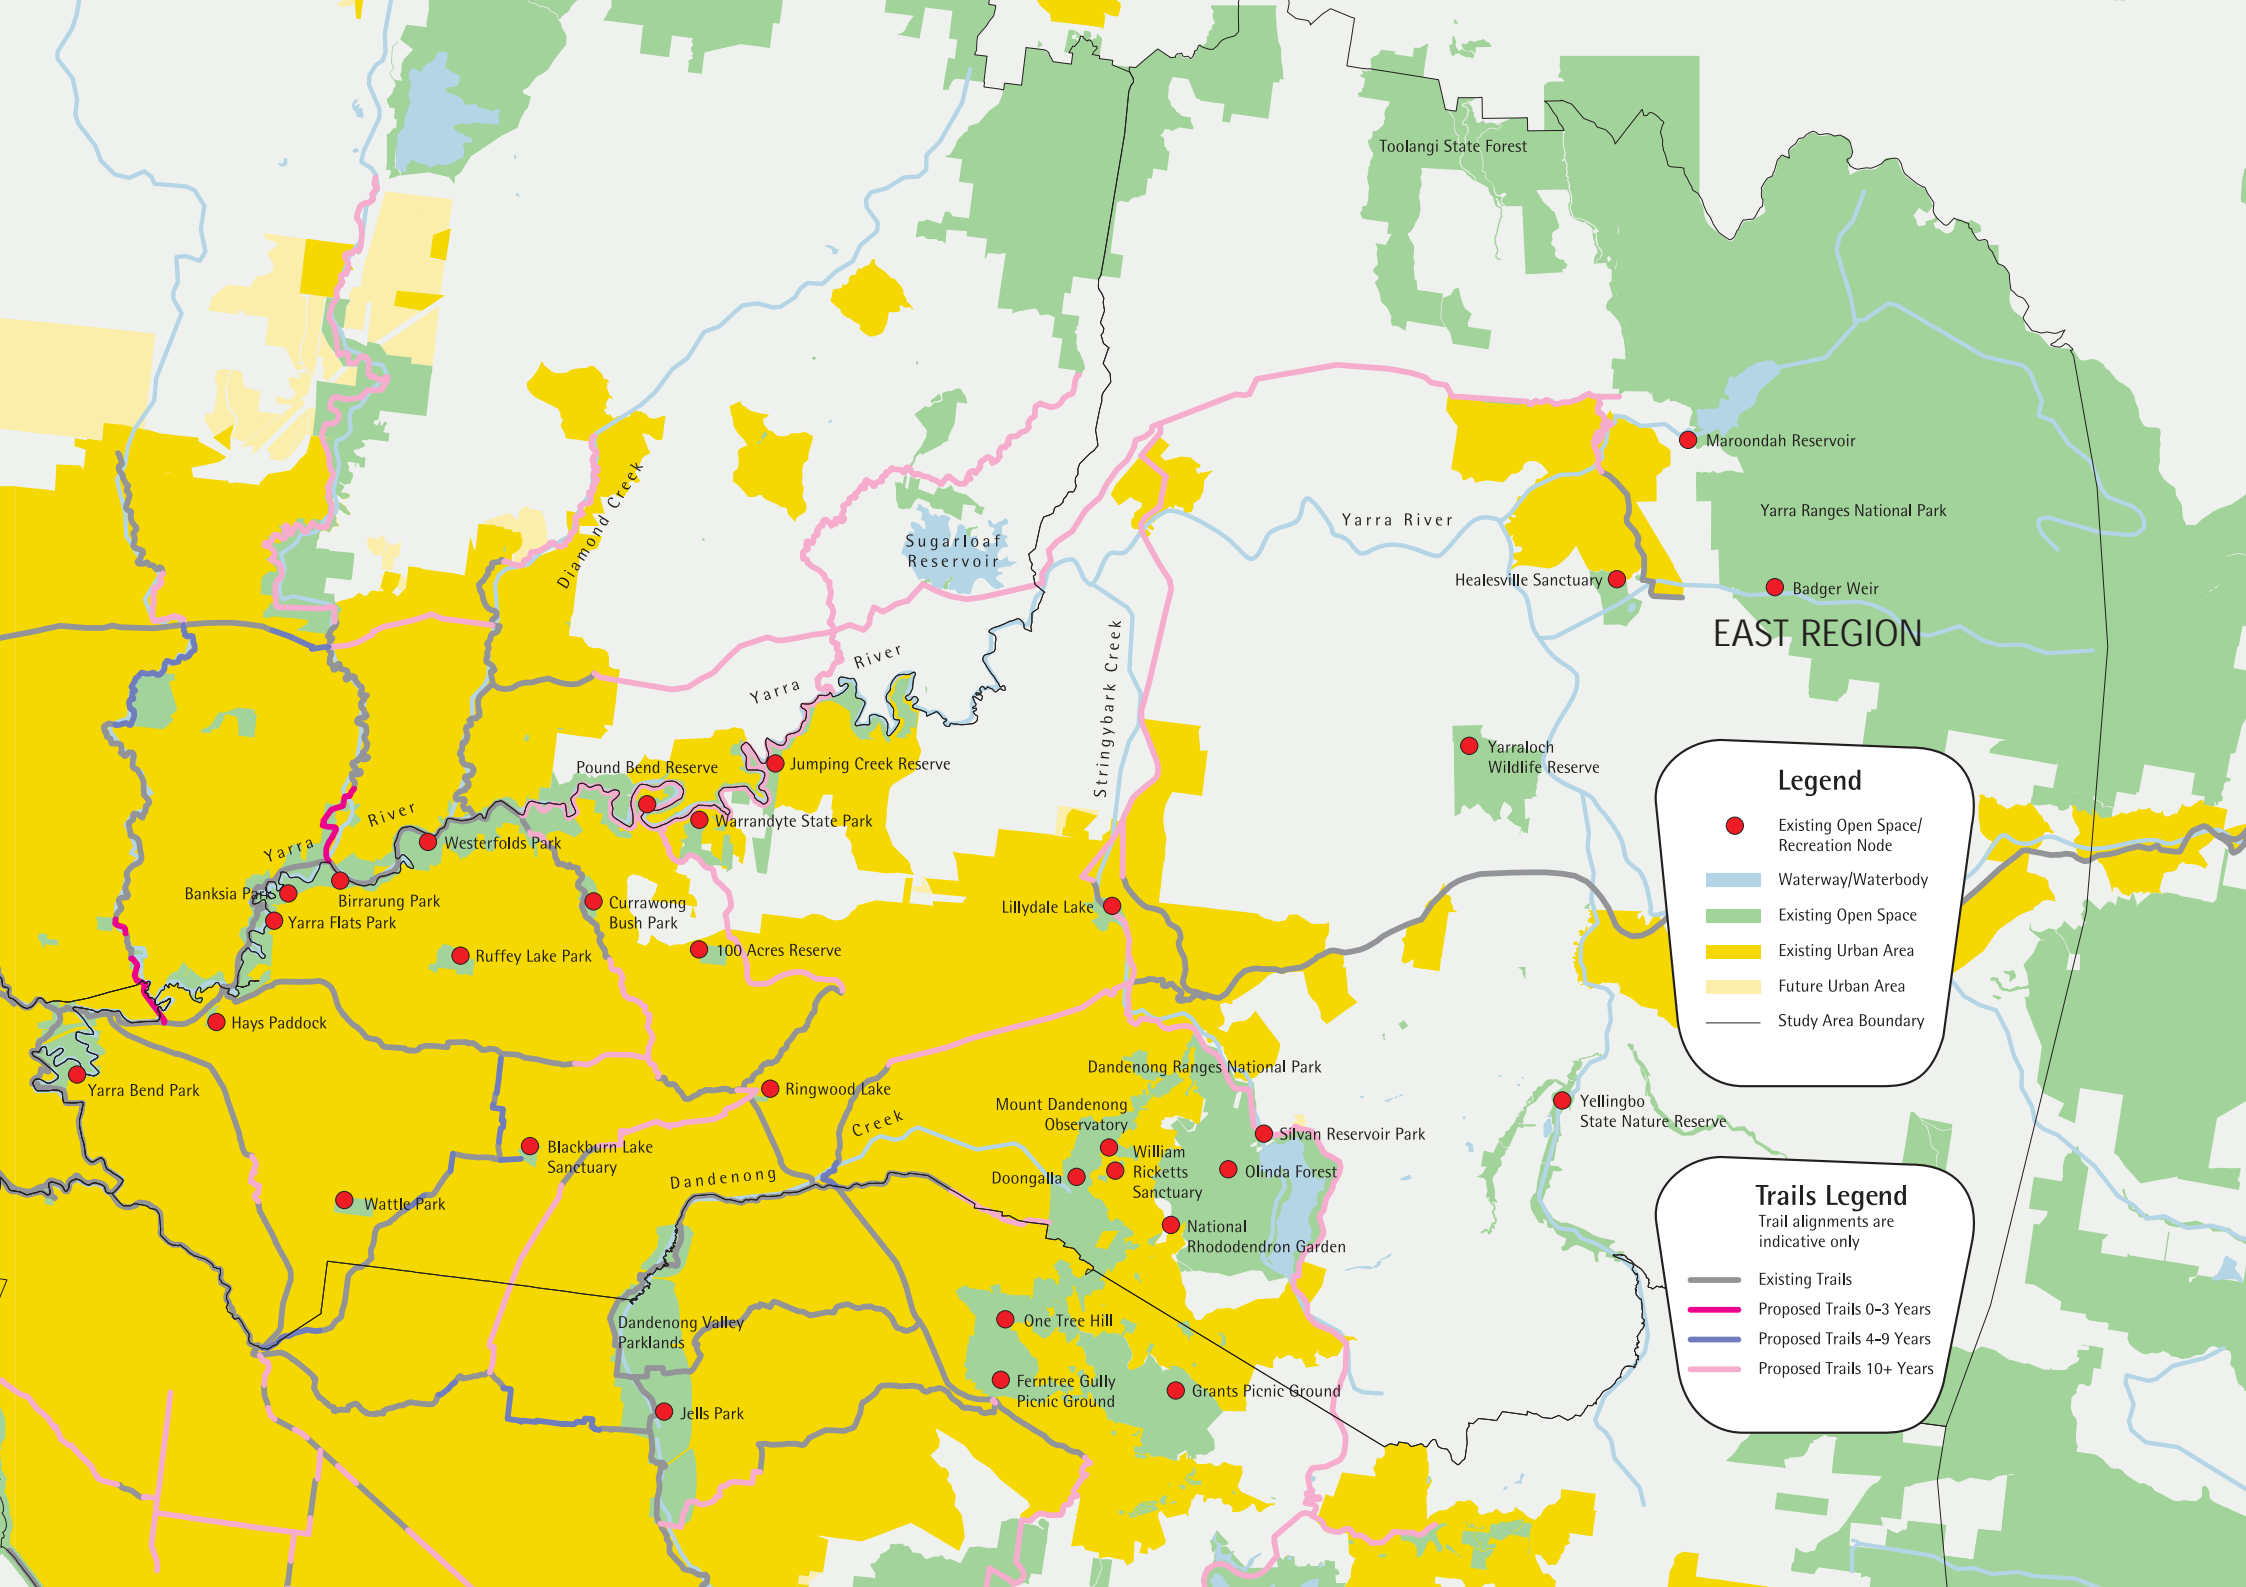 Toolangi State Forest
Maroondah Reservoir
Diamond Creek
Yarra Ranges National Park
Yarra River
Sugarloaf
Reservoir
Healesville Sanctuary
Badger Weir
EAST REGION
Stringybark Creek
Yarra River
Yarraloch
Wildlife Reserve
Pound Bend Reserve
Jumping Creek Reserve
Warrandyte State Park
Yarra River
Westerfolds Park
Banksia Park
Birrarung Park
Yarra Flats Park
Currawong
Bush Park
Lillydale Lake
Ruffey Lake Park
100 Acres Reserve
Hays Paddock
Yarra Bend Park
Dandenong Ranges National Park
Ringwood Lake
Mount Dandenong
Observatory
Yellingbo
State Nature Reserve
Dandenong Creek
Silvan Reservoir Park
Blackburn Lake
Sanctuary
William
Ricketts
Sanctuary
Doongalla
Olinda Forest
Wattle Park
National
Rhododendron Garden
Dandenong Valley
Parklands
One Tree Hill
Ferntree Gully
Picnic Ground
Grants Picnic Ground
Jells Park
Legend
Existing Open Space/
Recreation Node
Waterway/Waterbody
Existing Open Space
Existing Urban Area
Future Urban Area
Study Area Boundary
Trails Legend
Trail alignments are
indicative only
Existing Trails
Proposed Trails 0-3 Years
Proposed Trails 4-9 Years
Proposed Trails 10+ Years